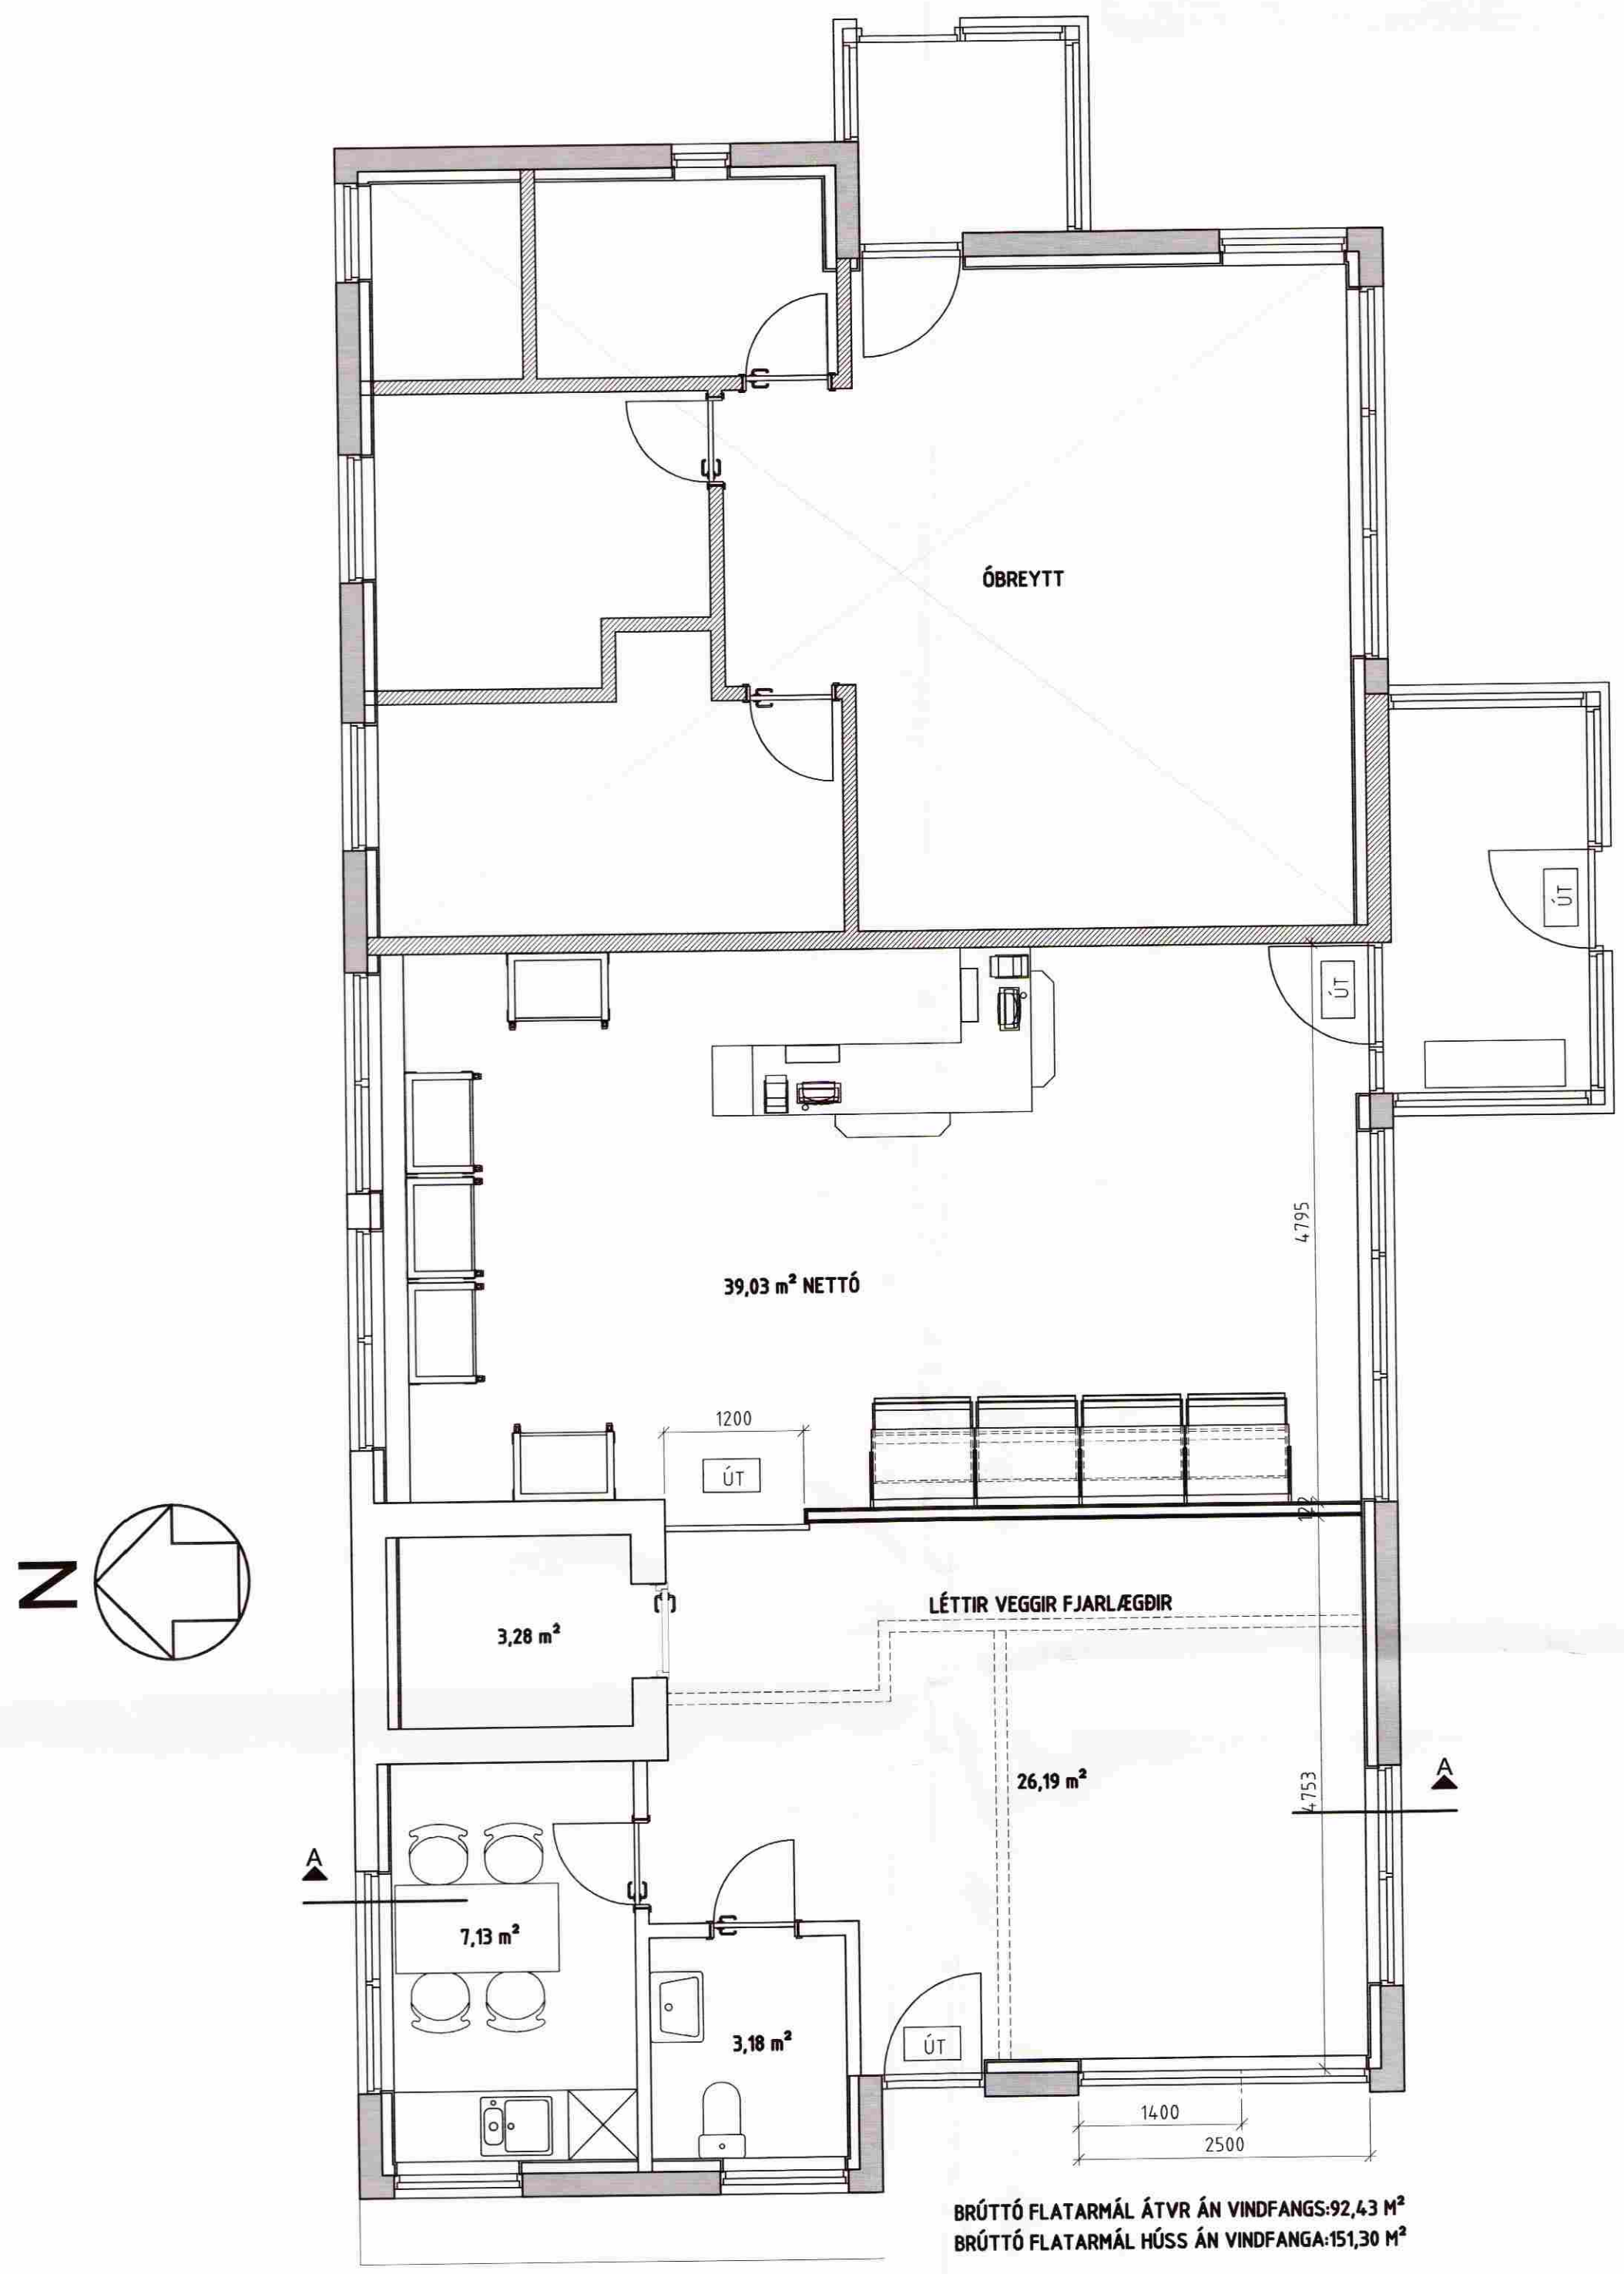 ÓBREYTT
ÚT
ÚT
4795
39,03 m² NETTÓ
1200
ÚT
122
N
LÉTTIR VEGGIR FJARLÆGÐIR
3,28 m²
26,19 m²
4753
A
A
7,13 m²
3,18 m²
ÚT
1400
2500
BRÚTTÓ FLATARMÁL ÁTVR ÁN VINDFANGS:92,43 M²
BRÚTTÓ FLATARMÁL HÚSS ÁN VINDFANGA:151,30 M²